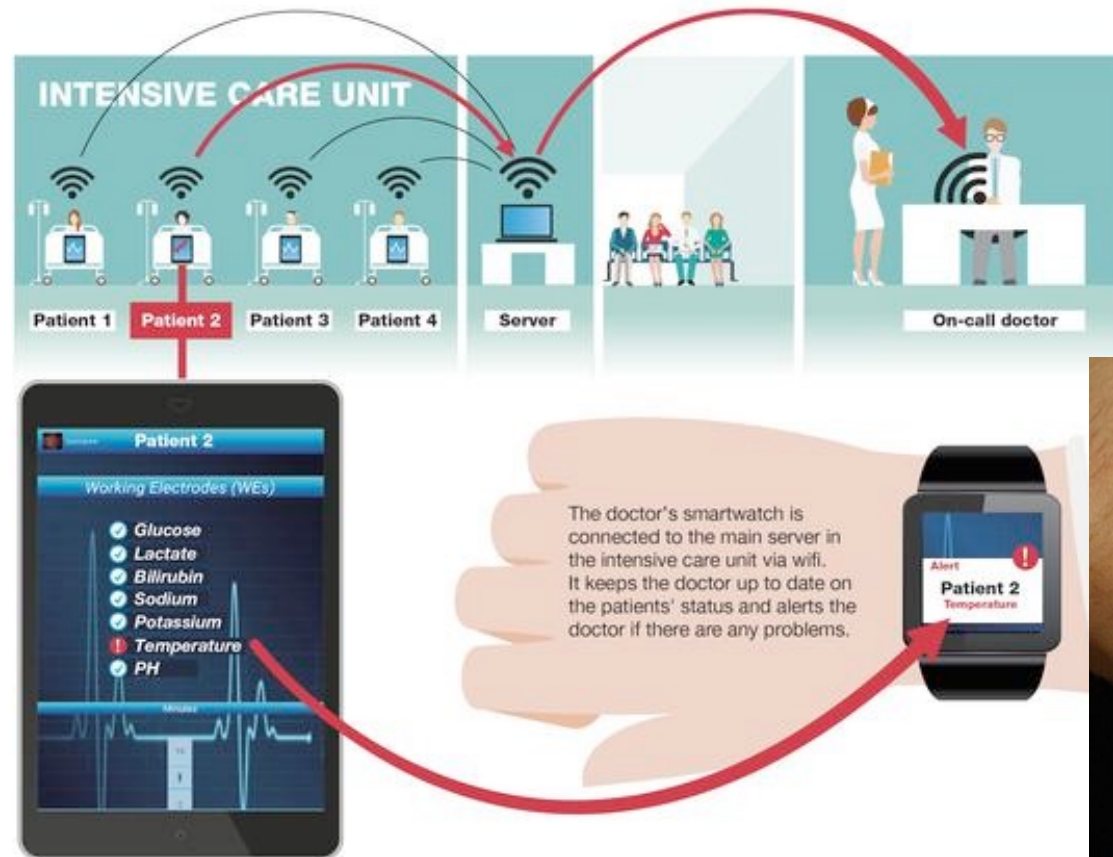 INTENSIVE CARE UNIT
Patient 1
Patient 2
Patient 3
Patient 4
Server
On-call doctor
Patient 2
Working Electrodes (WEs)
Glucose
Lactate
Bilirubin
Sodium
Potassium
! Temperature
PH
Minutes
The doctor's smartwatch is
connected to the main server in
the intensive care unit via wifi.
It keeps the doctor up to date on
the patients' status and alerts the
doctor if there are any problems.
!
Alert
Patient 2
Temperature